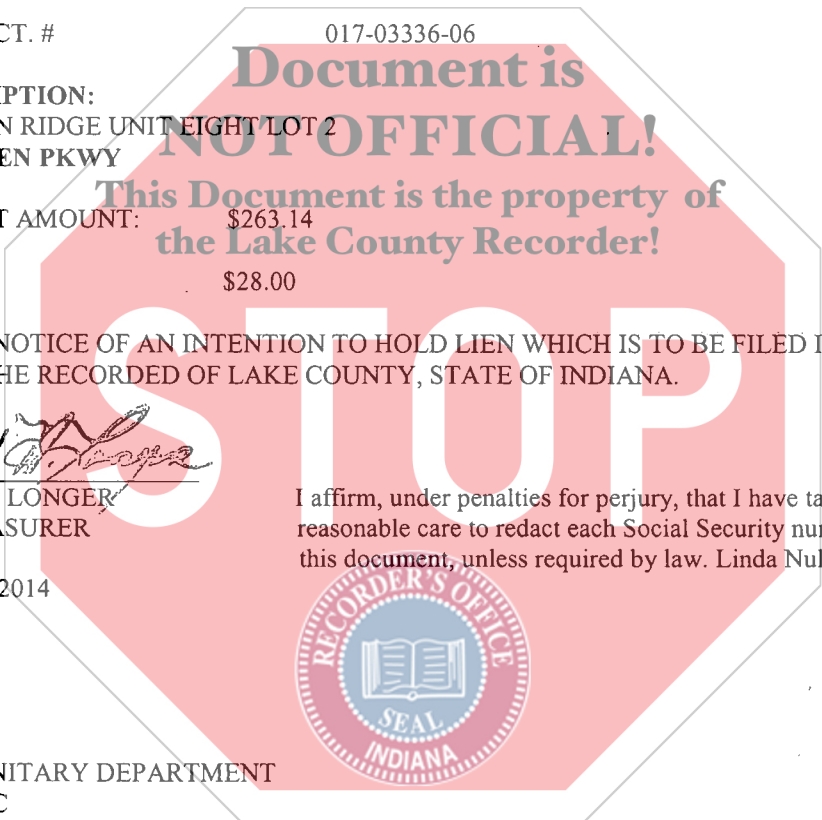 CT. # 017-03336-06
Document is
IPTION:
N RIDGE UNIT EIGHT LOT 2
NOT OFFICIAL!
EN PKWY
This Document is the property of
T AMOUNT: $263.14
the Lake County Recorder!
$28.00
NOTICE OF AN INTENTION TO HOLD LIEN WHICH IS TO BE FILED I
HE RECORDED OF LAKE COUNTY, STATE OF INDIANA.
STOP
LONGER
ASURER
I affirm, under penalties for perjury, that I have ta
reasonable care to redact each Social Security nu
this document, unless required by law. Linda Nul
2014
RECORDER'S OFFICE
SEAL
INDIANA
NITARY DEPARTMENT
C